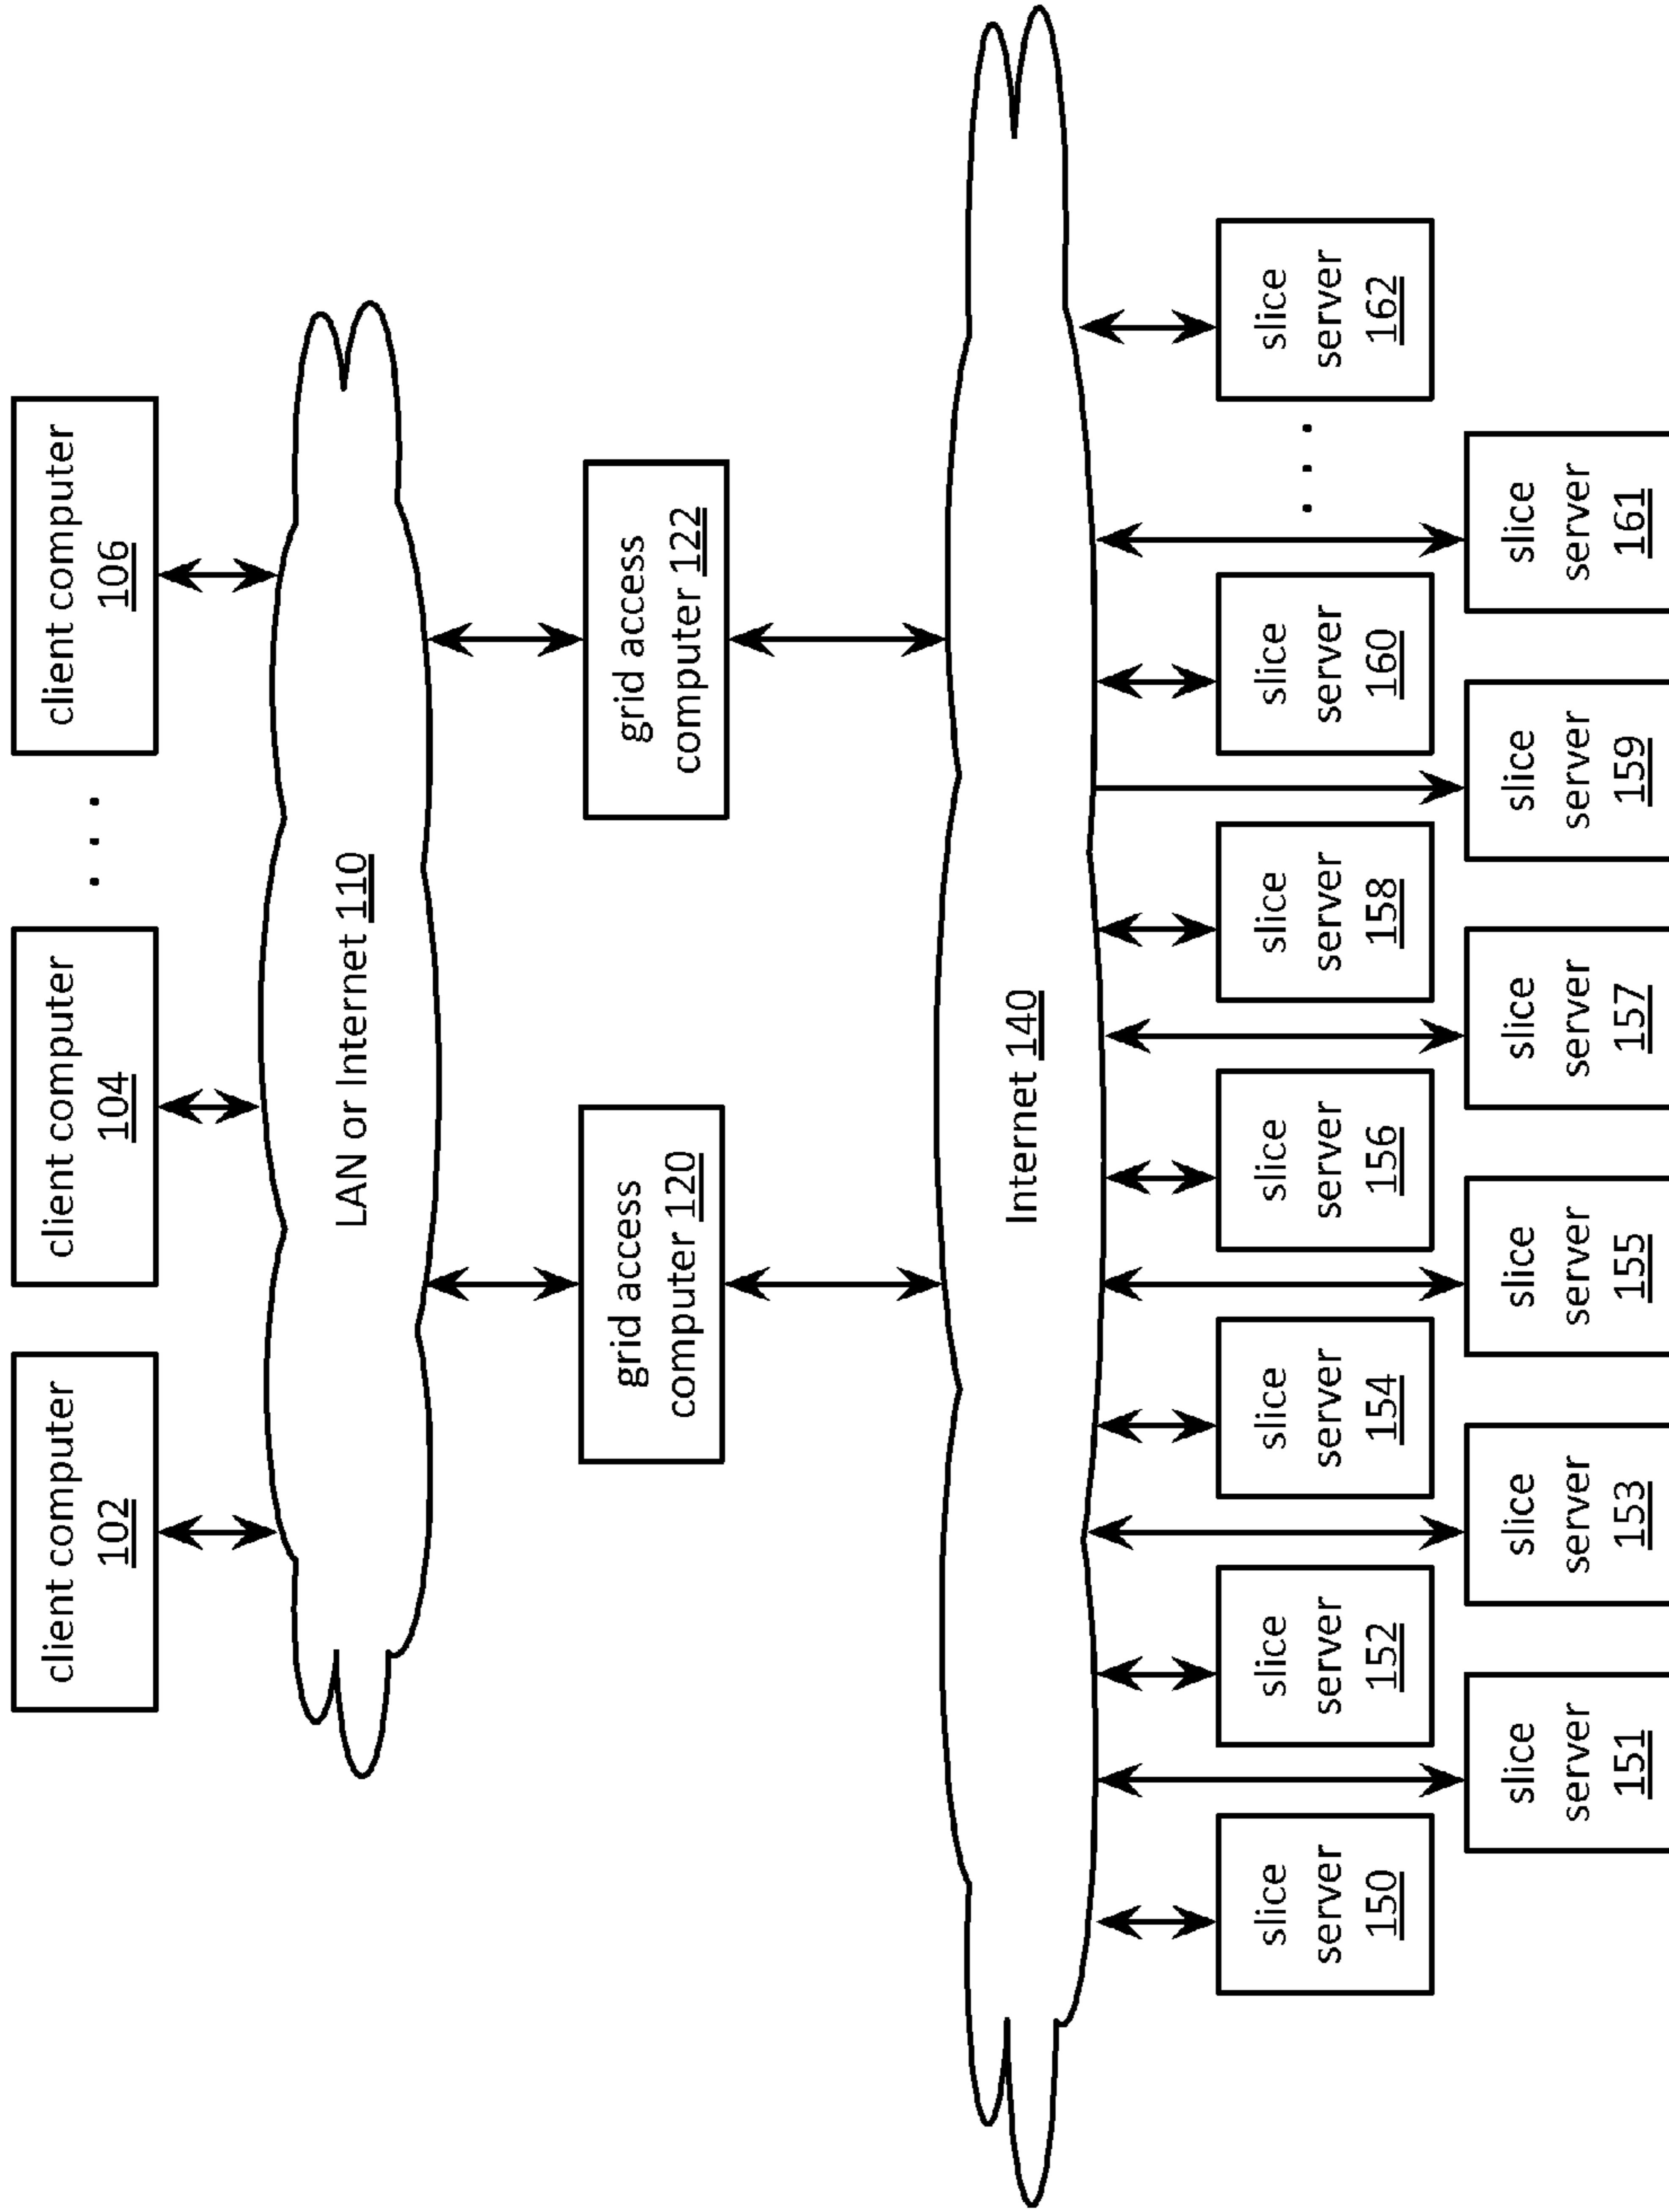 client computer
102
client computer
104
. . .
client computer
106
LAN or Internet 110
grid access
computer 120
grid access
computer 122
Internet 140
slice
server
150
slice
server
152
slice
server
154
slice
server
156
slice
server
158
slice
server
160
. . .
slice
server
162
slice
server
151
slice
server
153
slice
server
155
slice
server
157
slice
server
159
slice
server
161